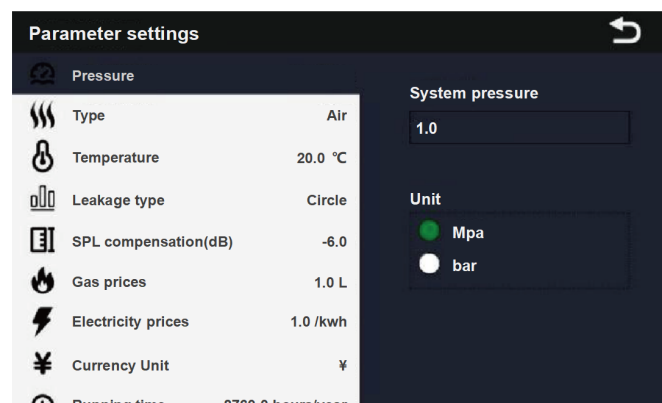 Parameter settings
Pressure
Type Air
Temperature 20.0 ℃
Leakage type Circle
SPL compensation(dB) -6.0
Gas prices 1.0 L
Electricity prices 1.0 /kwh
Currency Unit ¥
System pressure
1.0
Unit
Mpa
bar